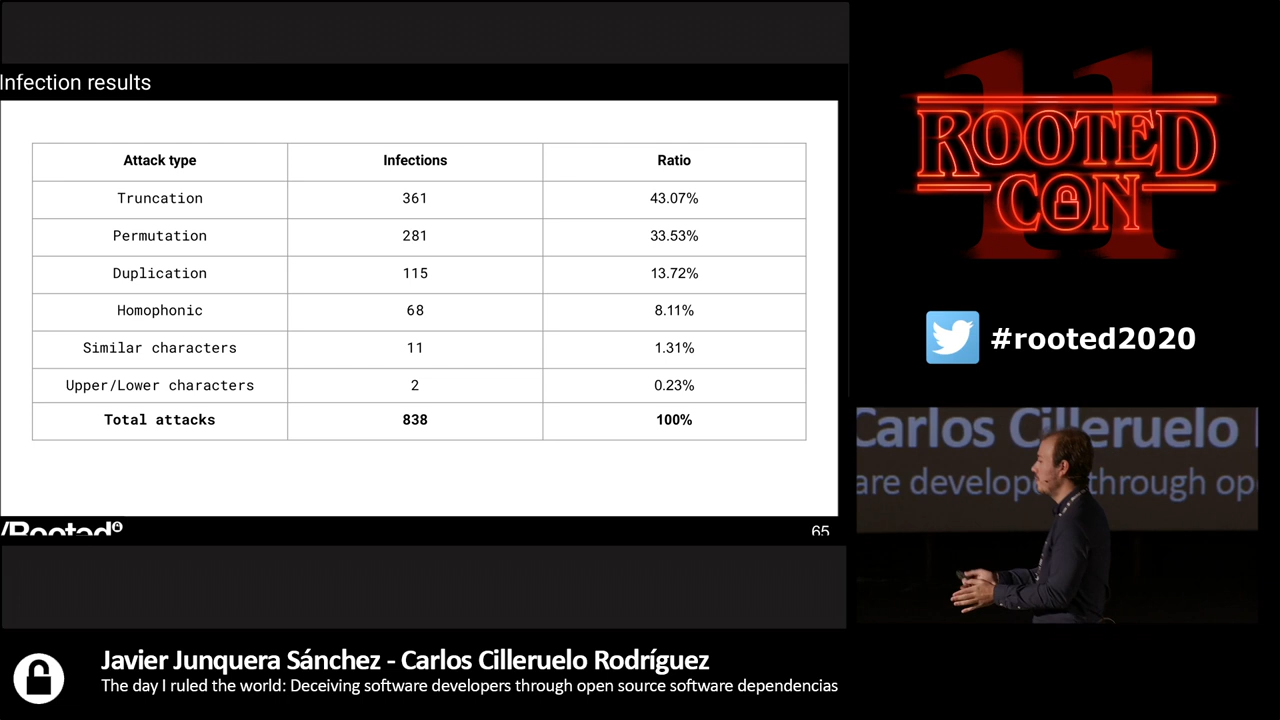 Infection results
Attack type Infections Ratio
Truncation 361 43.07%
Permutation 281 33.53%
Duplication 115 13.72%
Homophonic 68 8.11%
Similar characters 11 1.31%
Upper/Lower characters 2 0.23%
Total attacks 838 100%
/Rooted
65
11
ROOTED
CON
#rooted2020
Carlos Cilleruelo
are develop through op
Javier Junquera Sánchez - Carlos Cilleruelo Rodríguez
The day I ruled the world: Deceiving software developers through open source software dependencias